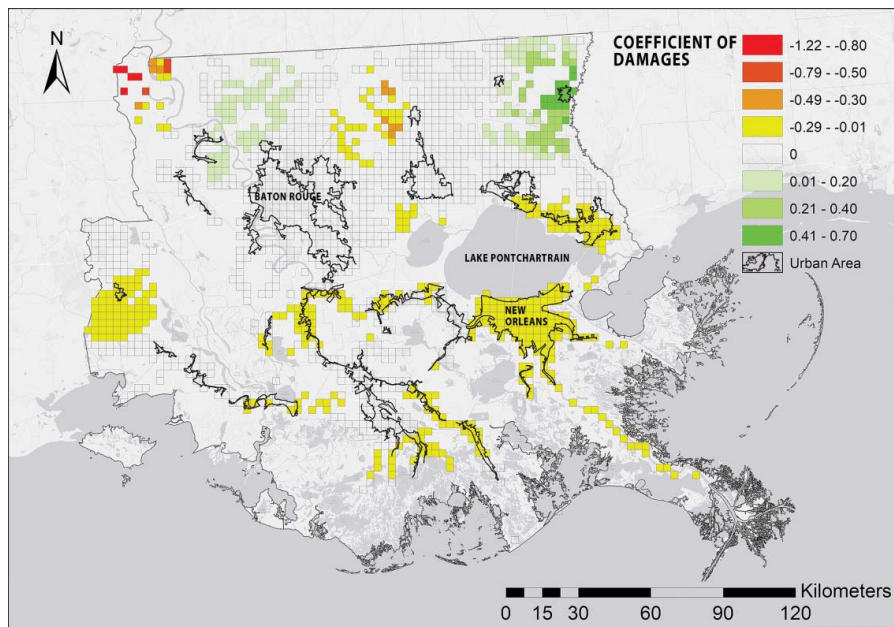 N
COEFFICIENT OF
DAMAGES
-1.22 - -0.80
-0.79 - -0.50
-0.49 - -0.30
-0.29 - -0.01
0
0.01 - 0.20
0.21 - 0.40
0.41 - 0.70
Urban Area
BATON ROUGE
LAKE PONTCHARTRAIN
NEW
ORLEANS
Kilometers
0 15 30 60 90 120